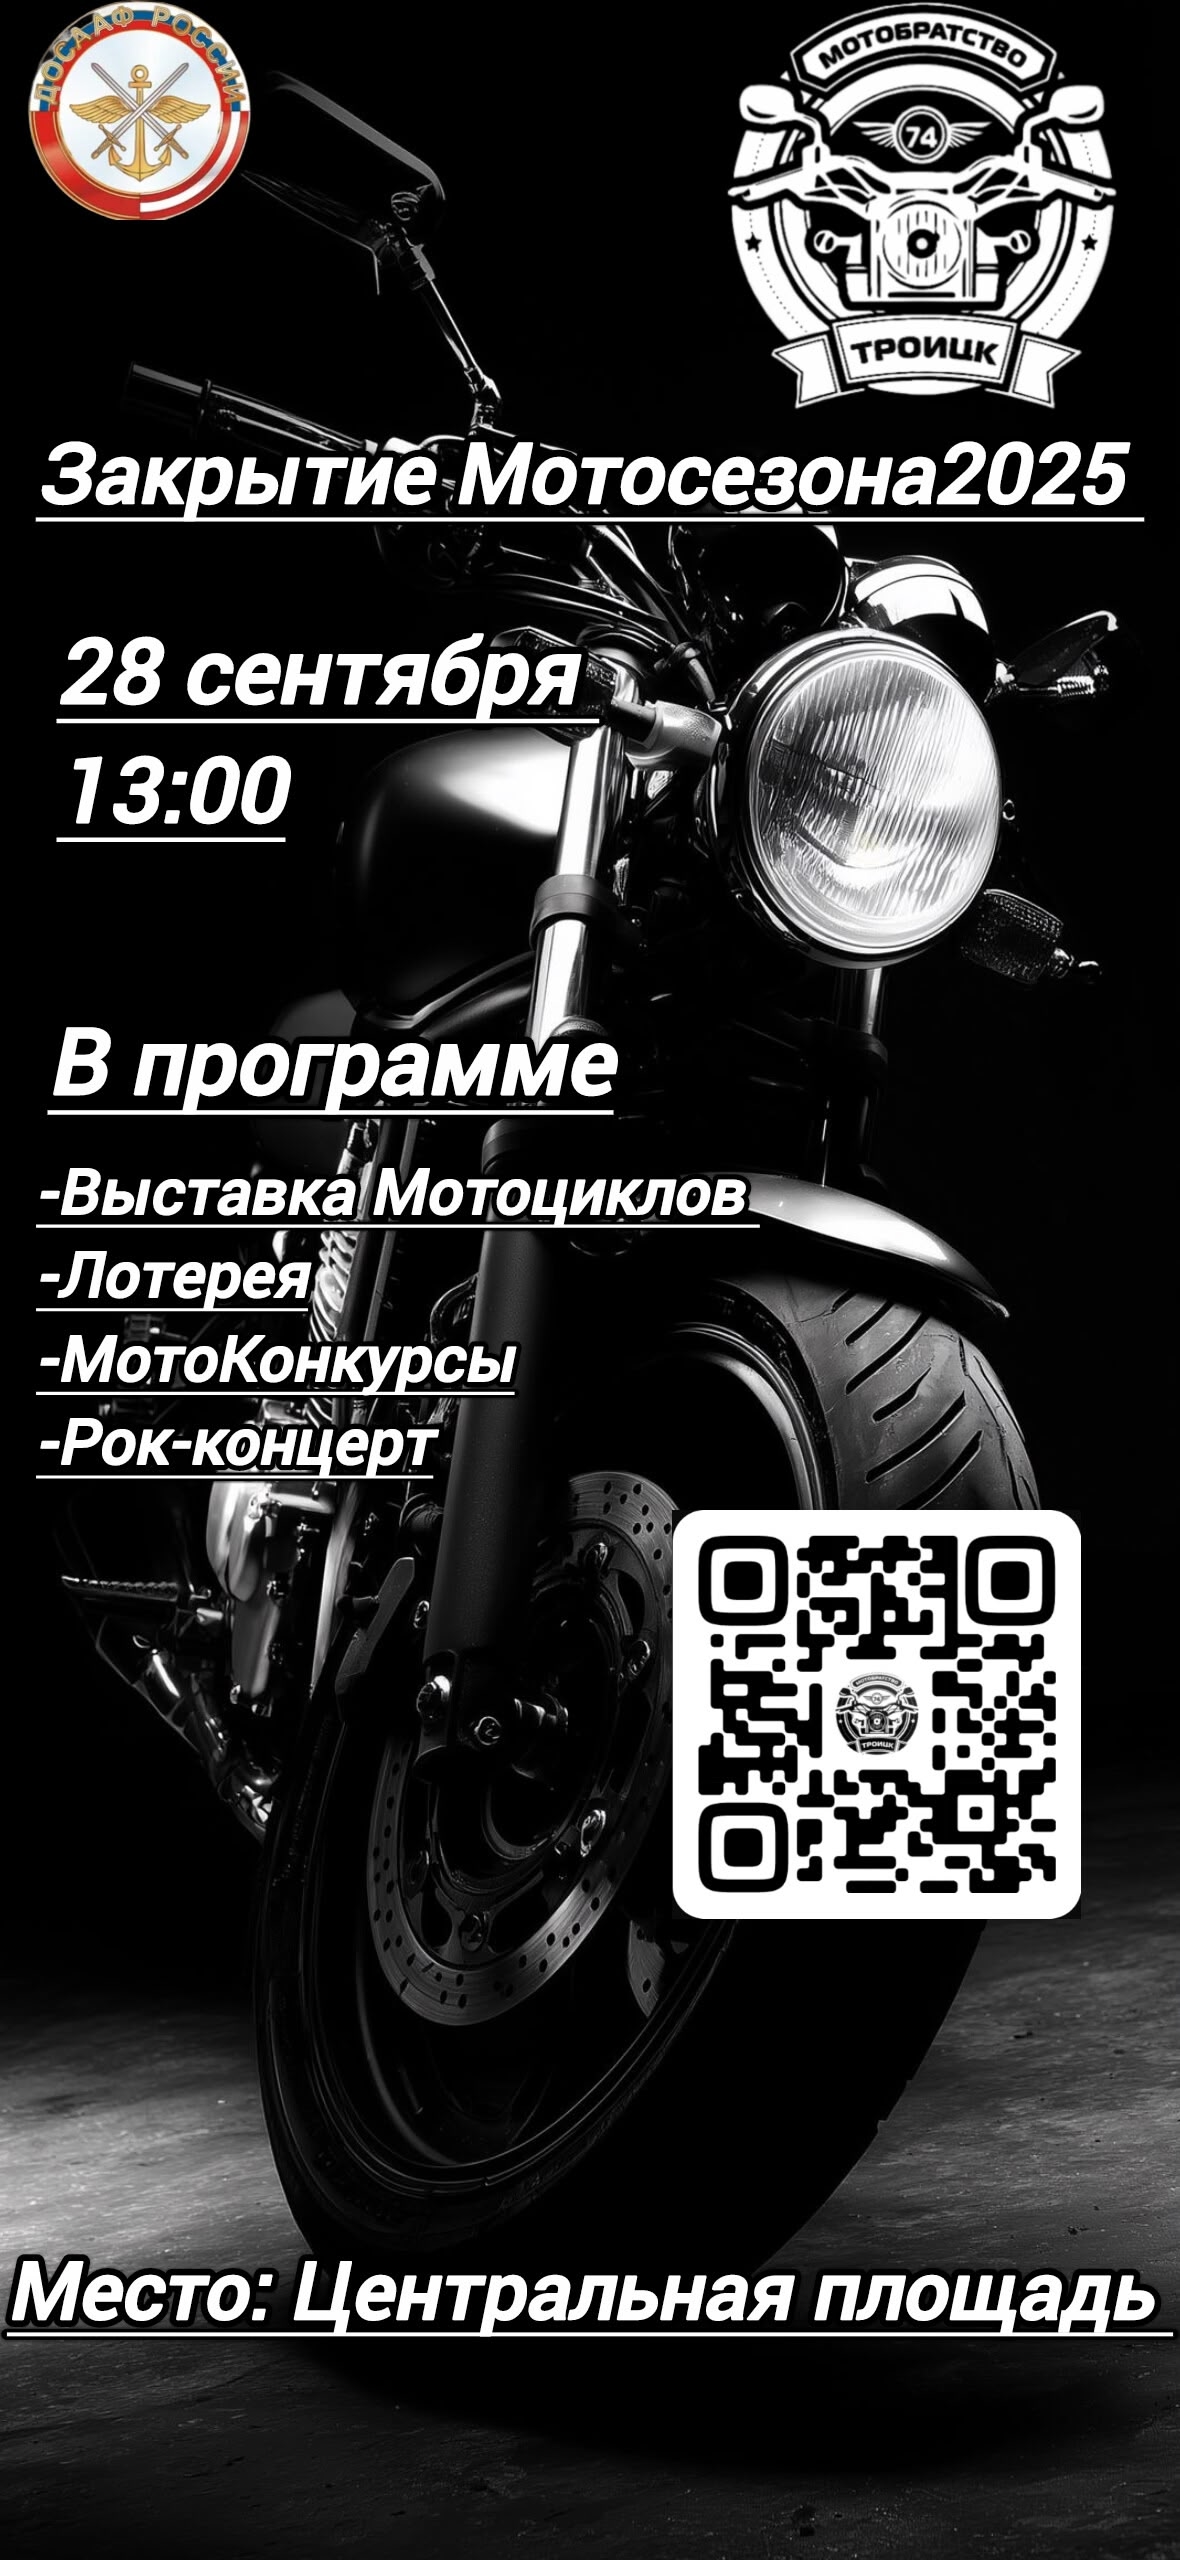 ДОСААФ РОССИИ
МОТОБРАТСТВО
74
ТРОИЦК
Закрытие Мотосезона2025
28 сентября
13:00
В программе
-Выставка Мотоциклов
-Лотерея
-МотоКонкурсы
-Рок-концерт
МОТОБРАТСТВО
74
ТРОИЦК
Место: Центральная площадь